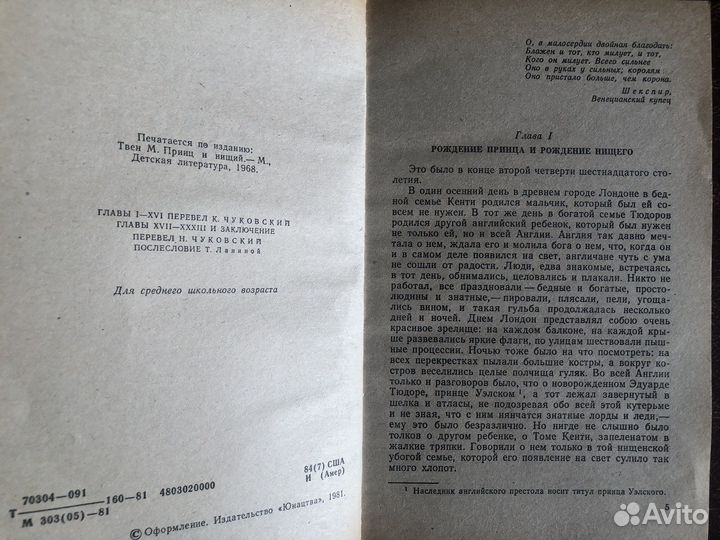 Печатается по изданию:
Твен М. Принц и нищий.— М.,
Детская литература, 1968.
ГЛАВЫ I—XVI ПЕРЕВЕЛ К. ЧУКОВСКИЙ
ГЛАВЫ XVII—XXXIII И ЗАКЛЮЧЕНИЕ
ПЕРЕВЕЛ Н. ЧУКОВСКИЙ
ПОСЛЕСЛОВИЕ Т. Ланиной
Для среднего школьного возраста
70304—091
Т———160—81 4803020000
М 303(05)—81
84(7) США
И (Амер)
© Оформление. Издательство «Юнацтва», 1981.
О, в милосердии двойная благодать:
Блажен и тот, кто милует, и тот,
Кого он милует. Всего сильнее
Оно в руках у сильных; королям
Оно пристало больше, чем корона.
Шекспир,
Венецианский купец
Глава I
РОЖДЕНИЕ ПРИНЦА И РОЖДЕНИЕ НИЩЕГО
Это было в конце второй четверти шестнадцатого сто-
летия.
В один осенний день в древнем городе Лондоне в бед-
ной семье Кенти родился мальчик, который был ей со-
всем не нужен. В тот же день в богатой семье Тюдоров
родился другой английский ребенок, который был нужен
не только ей, но и всей Англии. Англия так давно меч-
тала о нем, ждала его и молила бога о нем, что, когда он
и в самом деле появился на свет, англичане чуть с ума
не сошли от радости. Люди, едва знакомые, встречаясь
в тот день, обнимались, целовались и плакали. Никто не
работал, все праздновали — бедные и богатые, просто-
людины и знатные,— пировали, плясали, пели, угоща-
лись вином, и такая гульба продолжалась несколько
дней и ночей. Днем Лондон представлял собою очень
красивое зрелище: на каждом балконе, на каждой кры-
ше развевались яркие флаги, по улицам шествовали пыш-
ные процессии. Ночью тоже было на что посмотреть: на
всех перекрестках пылали большие костры, а вокруг ко-
стров веселились целые полчища гуляк. Во всей Англии
только и разговоров было, что о новорожденном Эдуарде
Тюдоре, принце Уэлском¹, а тот лежал завернутый в
шелка и атласы, не подозревая обо всей этой кутерьме
и не зная, что с ним нянчатся знатные лорды и леди;—
ему это было безразлично. Но нигде не слышно было
толков о другом ребенке, о Томе Кенти, запеленатом в
жалкие тряпки. Говорили о нем только в той нищенской
убогой семье, которой его появление на свет сулило так
много хлопот.
¹ Наследник английского престола носит титул принца Уэлского.
5
Avito